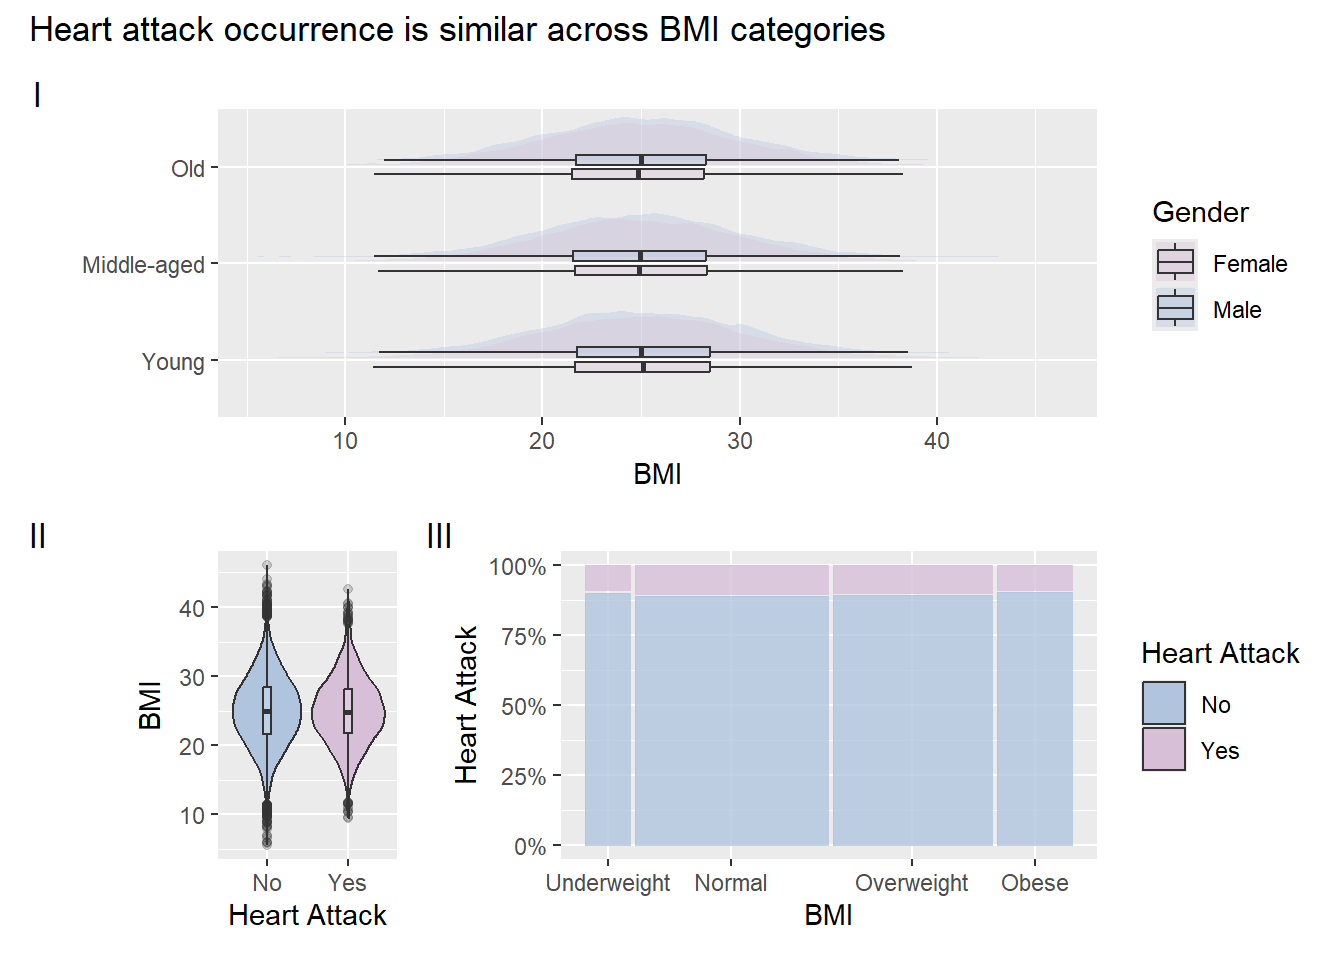 Heart attack occurrence is similar across BMI categories
I
Old
Middle-aged
Young
10 20 30 40
BMI
Gender
Female
Male
II
40
30
20
10
BMI
No Yes
Heart Attack
III
100%
75%
50%
25%
0%
Heart Attack
Underweight Normal Overweight Obese
BMI
Heart Attack
No
Yes